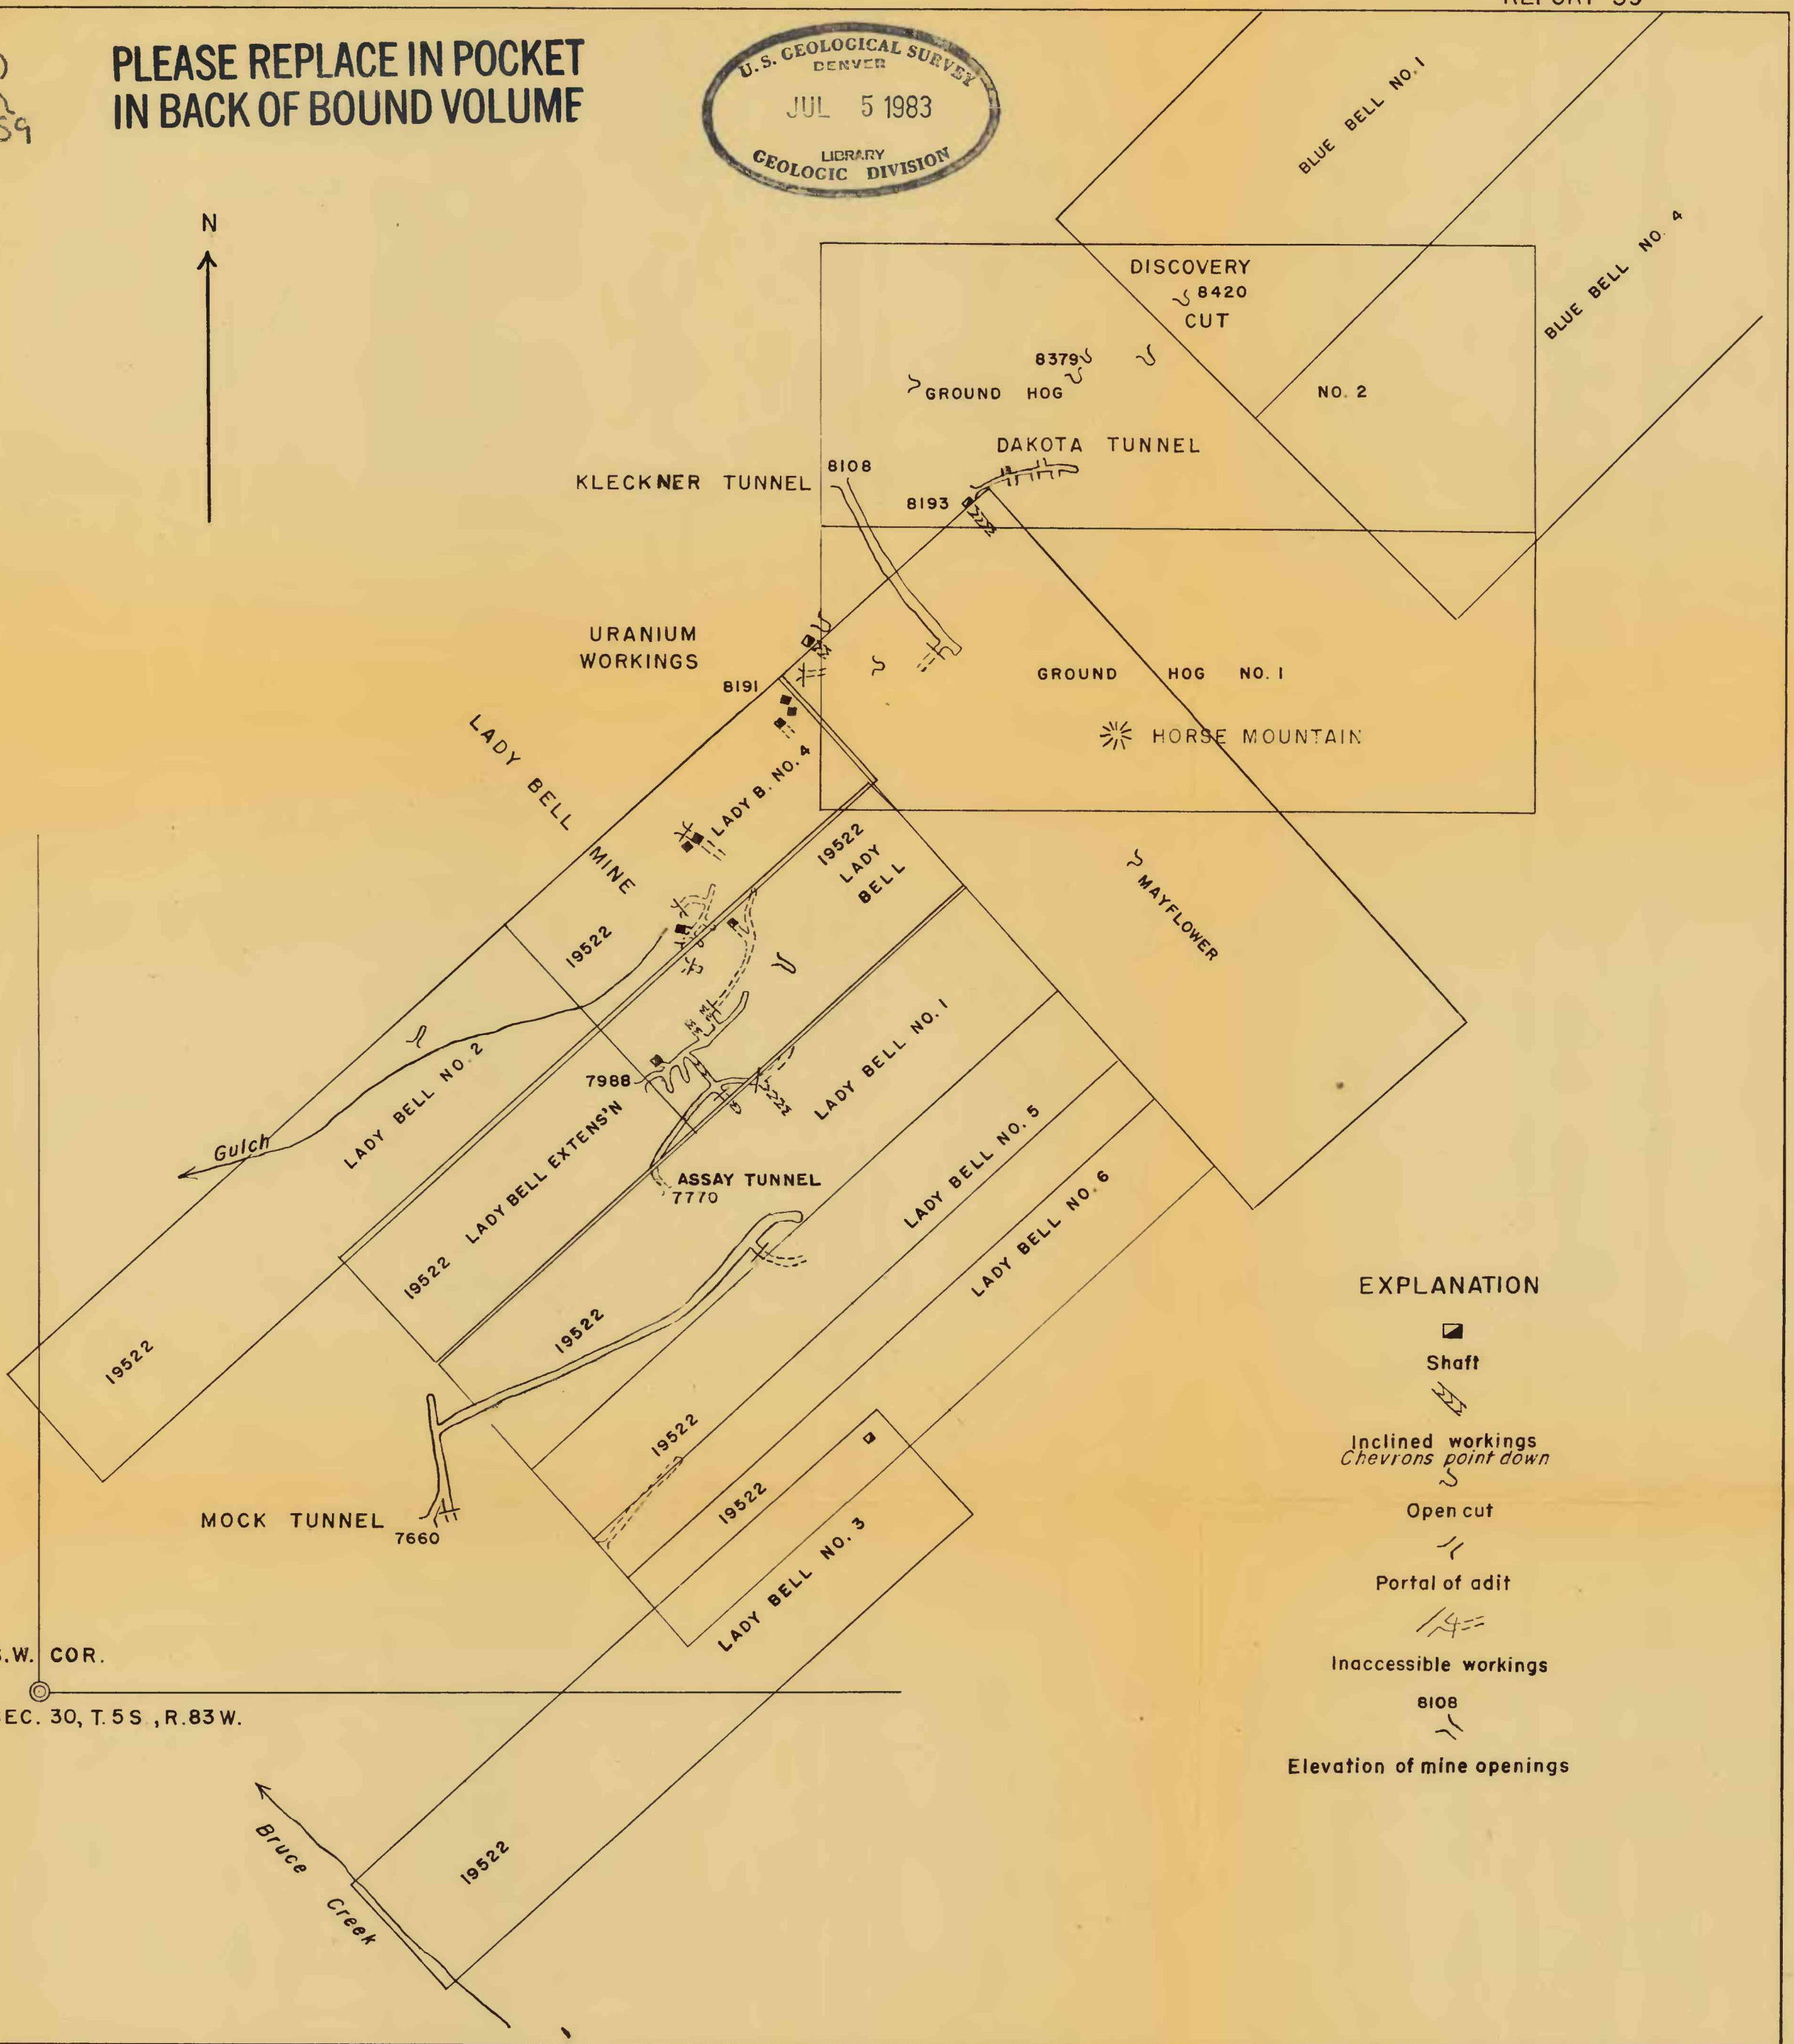 PLEASE REPLACE IN POCKET
IN BACK OF BOUND VOLUME
U.S. GEOLOGICAL SURVEY
DENVER
JUL 5 1983
LIBRARY
GEOLOGIC DIVISION
N
BLUE BELL NO. 1
BLUE BELL NO. 4
DISCOVERY
8420
CUT
8379
GROUND HOG
NO. 2
DAKOTA TUNNEL
KLECKNER TUNNEL
8108
8193
URANIUM
WORKINGS
8191
GROUND HOG NO. 1
HORSE MOUNTAIN
LADY BELL MINE
LADY B. NO. 4
19522
LADY
BELL
MAYFLOWER
19522
LADY BELL NO. 2
Gulch
7988
LADY BELL NO. 1
19522 LADY BELL EXTENS'N
ASSAY TUNNEL
7770
LADY BELL NO. 5
LADY BELL NO. 6
19522
19522
19522
19522
LADY BELL NO. 3
MOCK TUNNEL
7660
EXPLANATION
Shaft
Inclined workings
Chevrons point down
Open cut
Portal of adit
Inaccessible workings
8108
Elevation of mine openings
S.W. COR.
SEC. 30, T. 5 S., R. 83 W.
19522
Bruce Creek